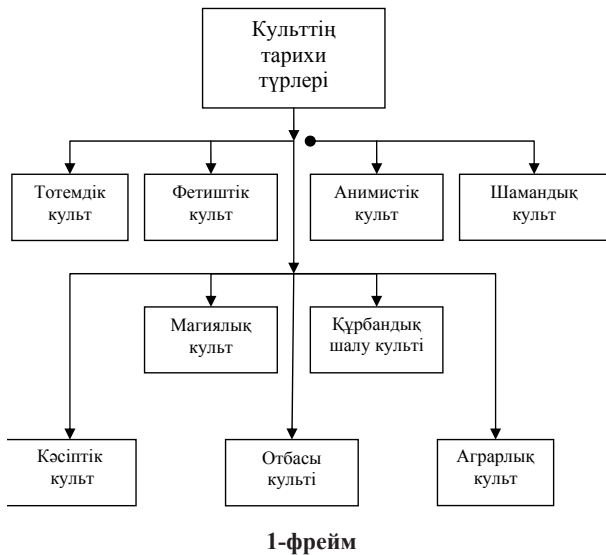 Культтің
тарихи
түрлері
Тотемдік
культ
Фетиштік
культ
Анимистік
культ
Шамандық
культ
Магиялық
культ
Құрбандық
шалу культі
Кәсіптік
культ
Отбасы
культі
Аграрлық
культ
1-фрейм